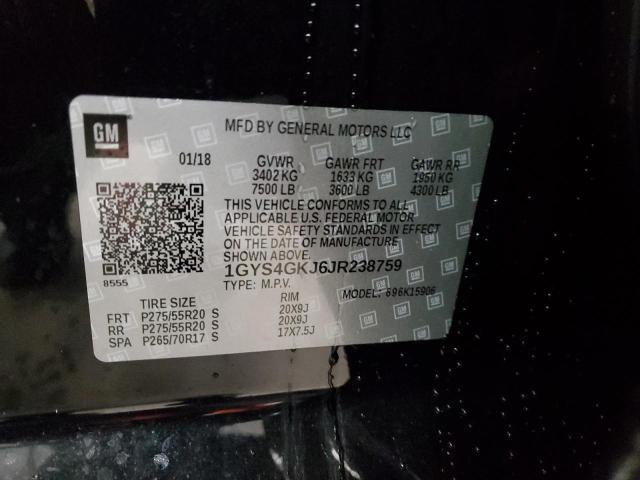 GM
MFD BY GENERAL MOTORS LLC
01/18 GVWR GAWR FRT GAWR RR
3402 KG 1633 KG 1950 KG
7500 LB 3600 LB 4300 LB
THIS VEHICLE CONFORMS TO ALL
APPLICABLE U.S. FEDERAL MOTOR
VEHICLE SAFETY STANDARDS IN EFFECT
ON THE DATE OF MANUFACTURE
SHOWN ABOVE.
8555
1GYS4GKJ6JR238759
TYPE: M.P.V. MODEL: 696K15906
TIRE SIZE RIM
FRT P275/55R20 S 20X9J
RR P275/55R20 S 20X9J
SPA P265/70R17 S 17X7.5J